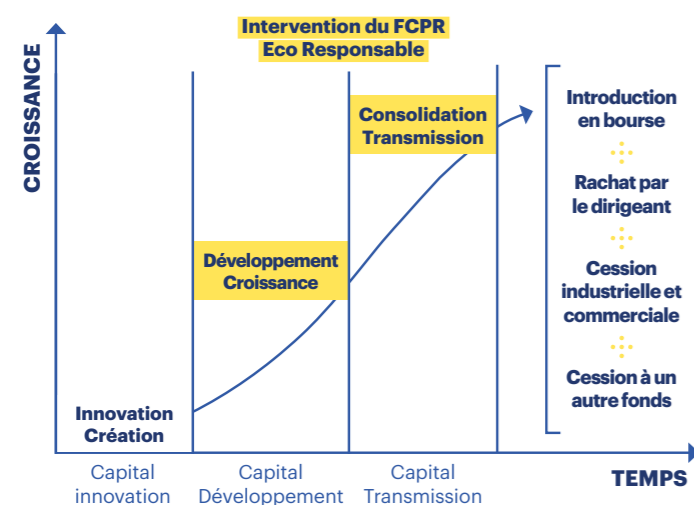 Intervention du FCPR
Eco Responsable
CROISSANCE
Consolidation
Transmission
Développement
Croissance
Innovation
Création
Introduction
en bourse
Rachat par
le dirigeant
Cession
industrielle et
commerciale
Cession à un
autre fonds
Capital
innovation
Capital
Développement
Capital
Transmission
TEMPS